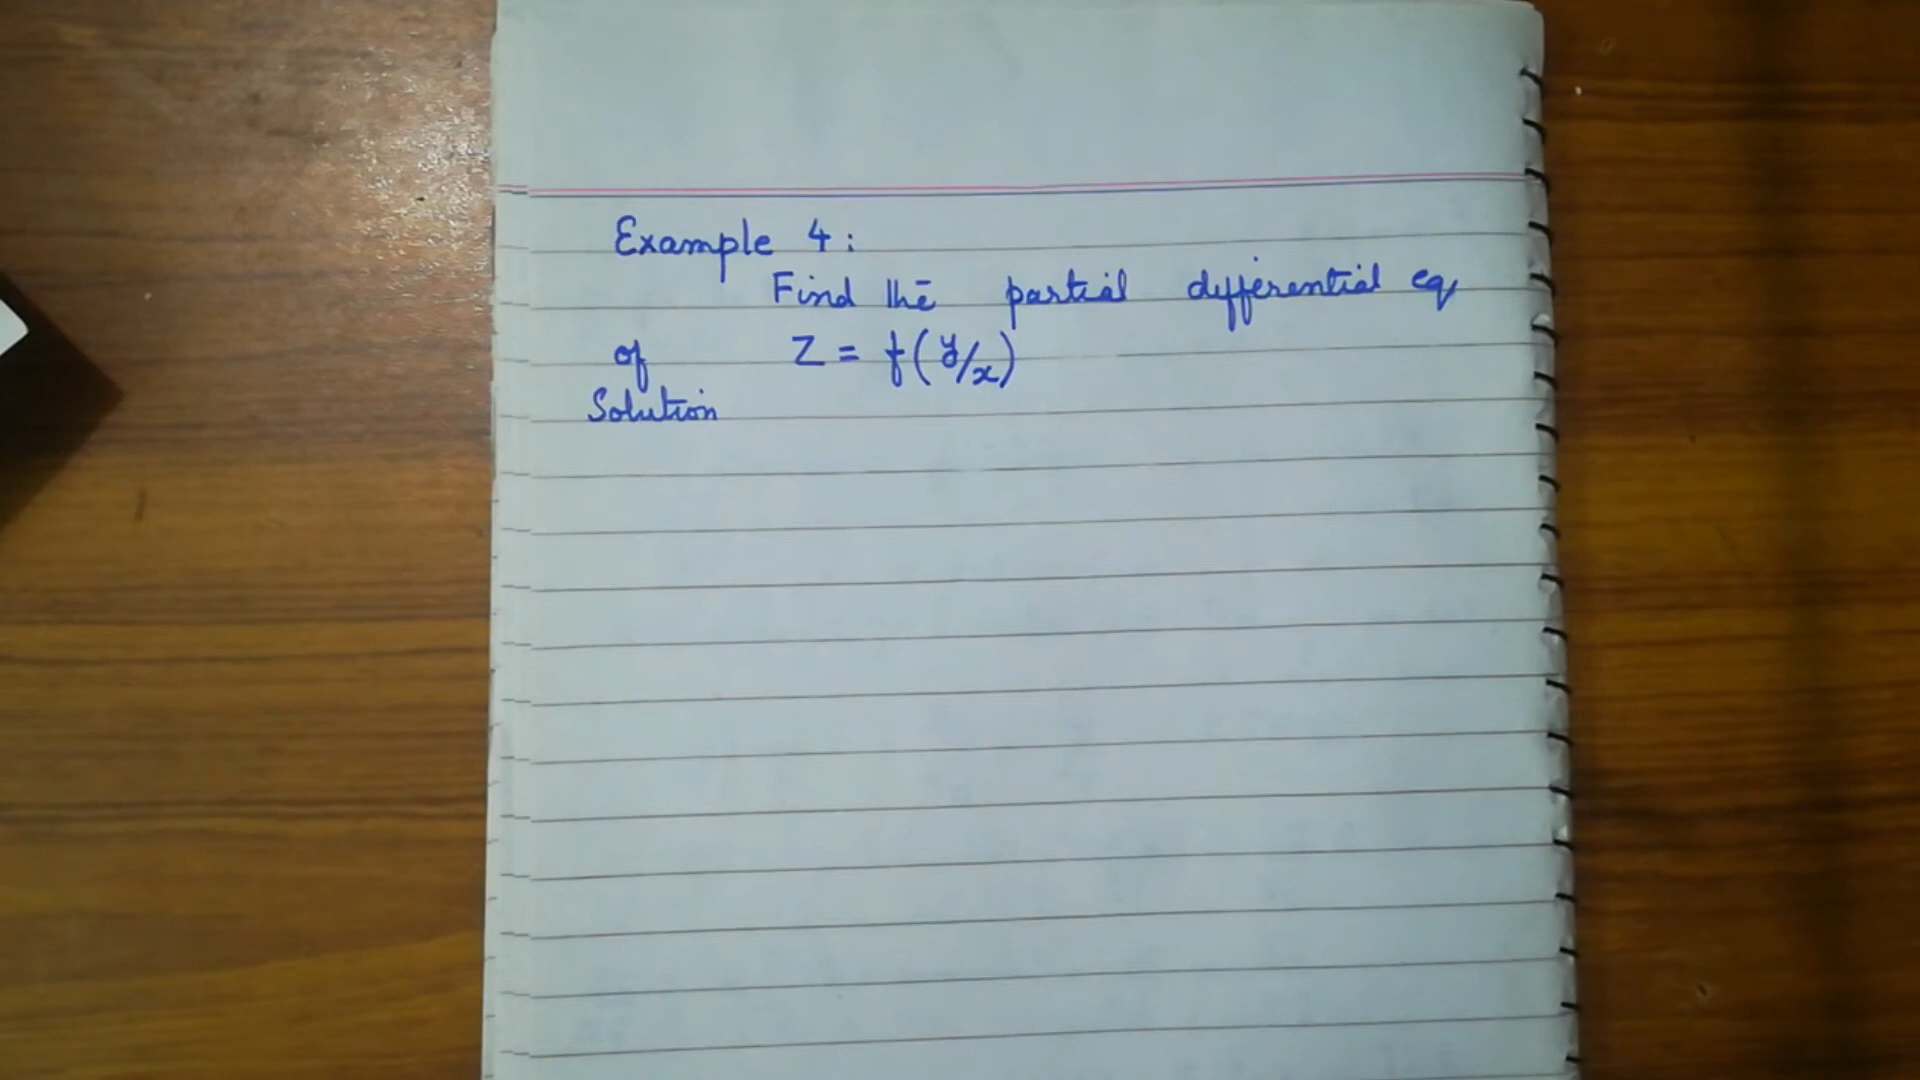 Example 4:
Find the partial differential eq
of Z = f(y/x)
Solution